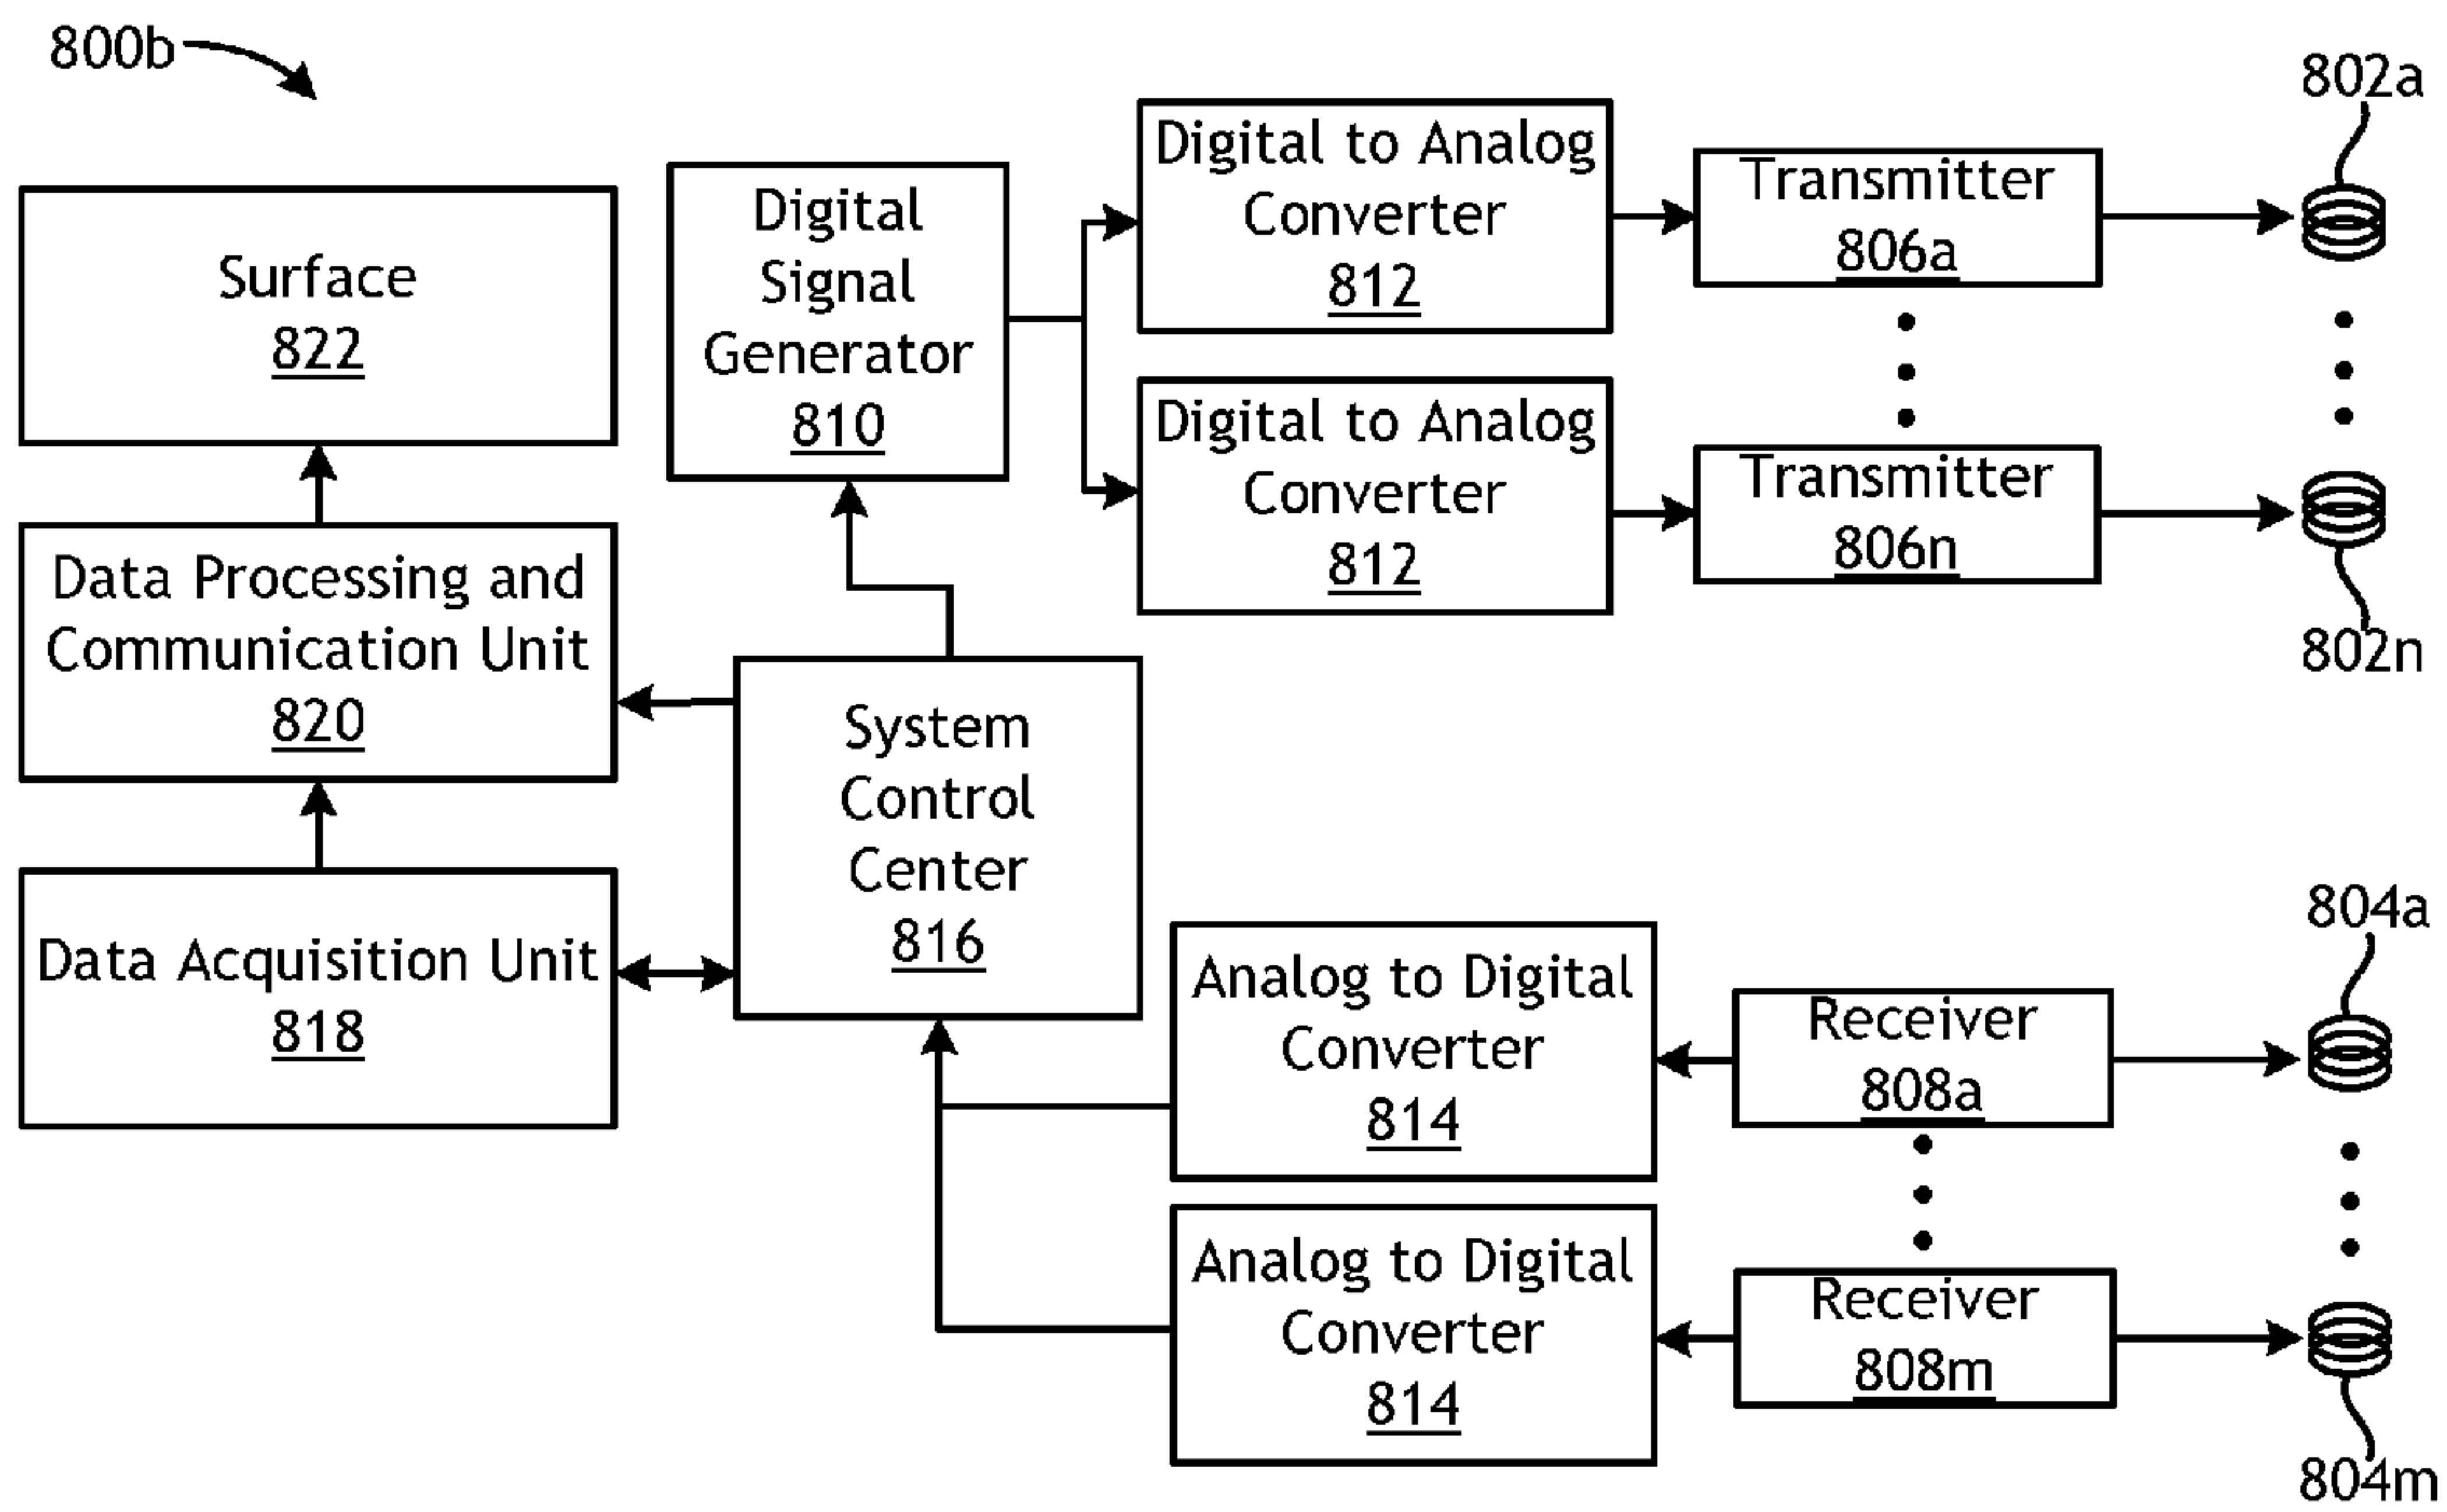 800b
Surface
822
Data Processing and
Communication Unit
820
Data Acquisition Unit
818
Digital
Signal
Generator
810
System
Control
Center
816
Digital to Analog
Converter
812
Digital to Analog
Converter
812
Transmitter
806a
Transmitter
806n
802a
802n
Analog to Digital
Converter
814
Analog to Digital
Converter
814
Receiver
808a
Receiver
808m
804a
804m